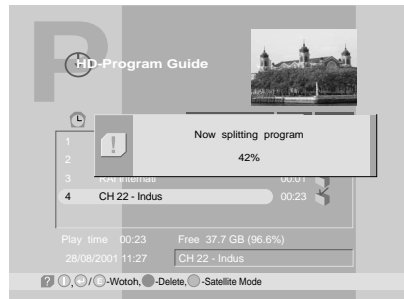 HD-Program Guide
Now splitting program
42%
1
2
3 RAI Internati 00:01
4 CH 22 - Indus 00:23
Play time 00:23 Free 37.7 GB (96.6%)
28/08/2001 11:27 CH 22 - Indus
? / -Wotoh, -Delete, -Satellite Mode